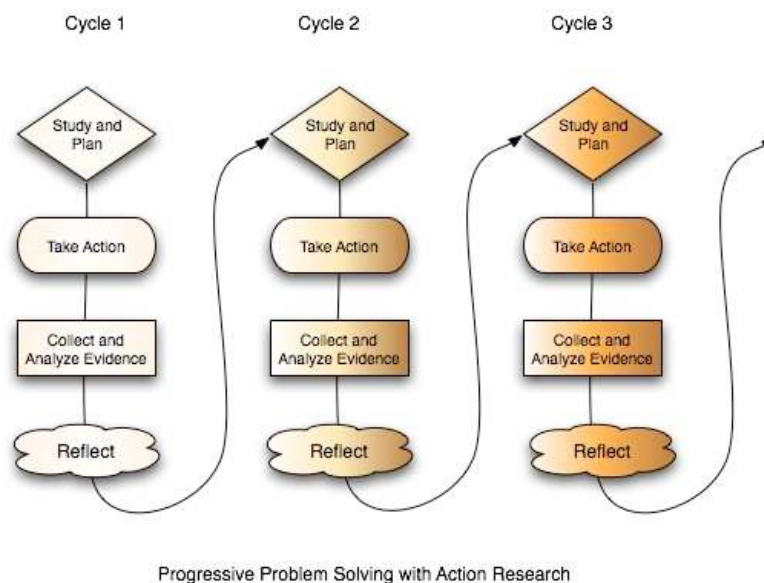 Cycle 1
Study and
Plan
Take Action
Collect and
Analyze Evidence
Reflect
Cycle 2
Study and
Plan
Take Action
Collect and
Analyze Evidence
Reflect
Cycle 3
Study and
Plan
Take Action
Collect and
Analyze Evidence
Reflect
Progressive Problem Solving with Action Research